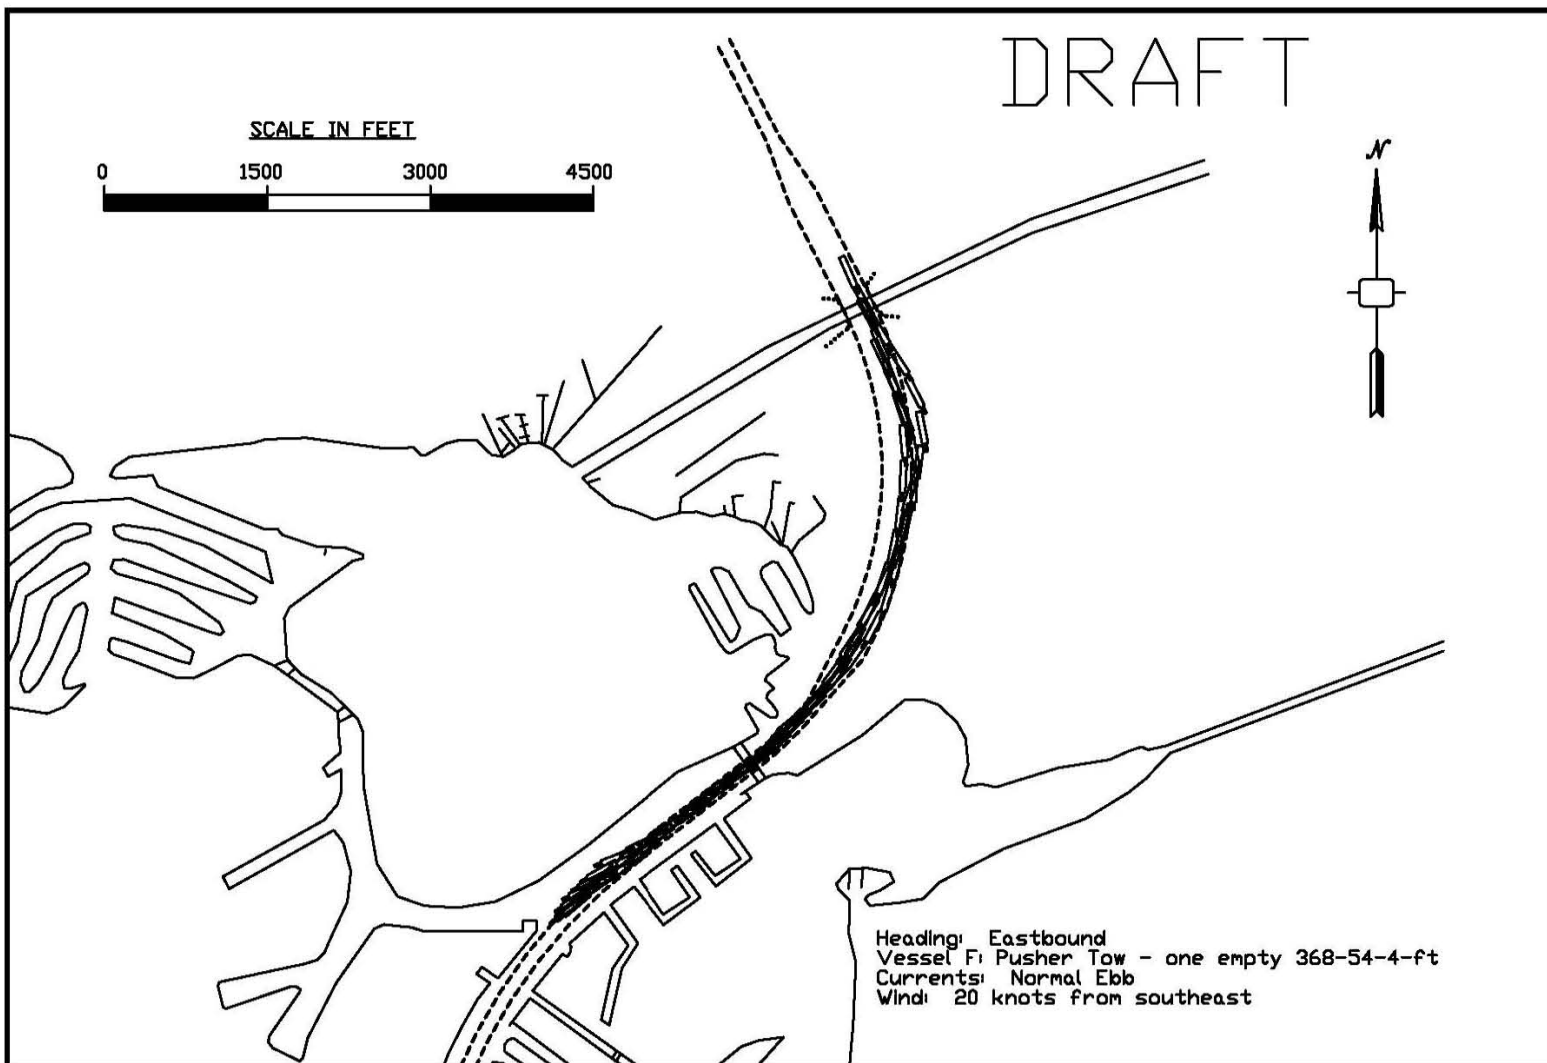 DRAFT
SCALE IN FEET
0 1500 3000 4500
N
Heading: Eastbound
Vessel F: Pusher Tow - one empty 368-54-4-ft
Currents: Normal Ebb
Wind: 20 knots from southeast